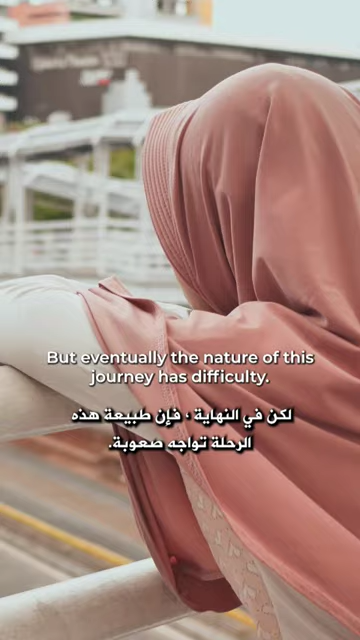 But eventually the nature of this
journey has difficulty.
لكن في النهاية ، فإن طبيعة هذه
الرحلة تواجه صعوبة.